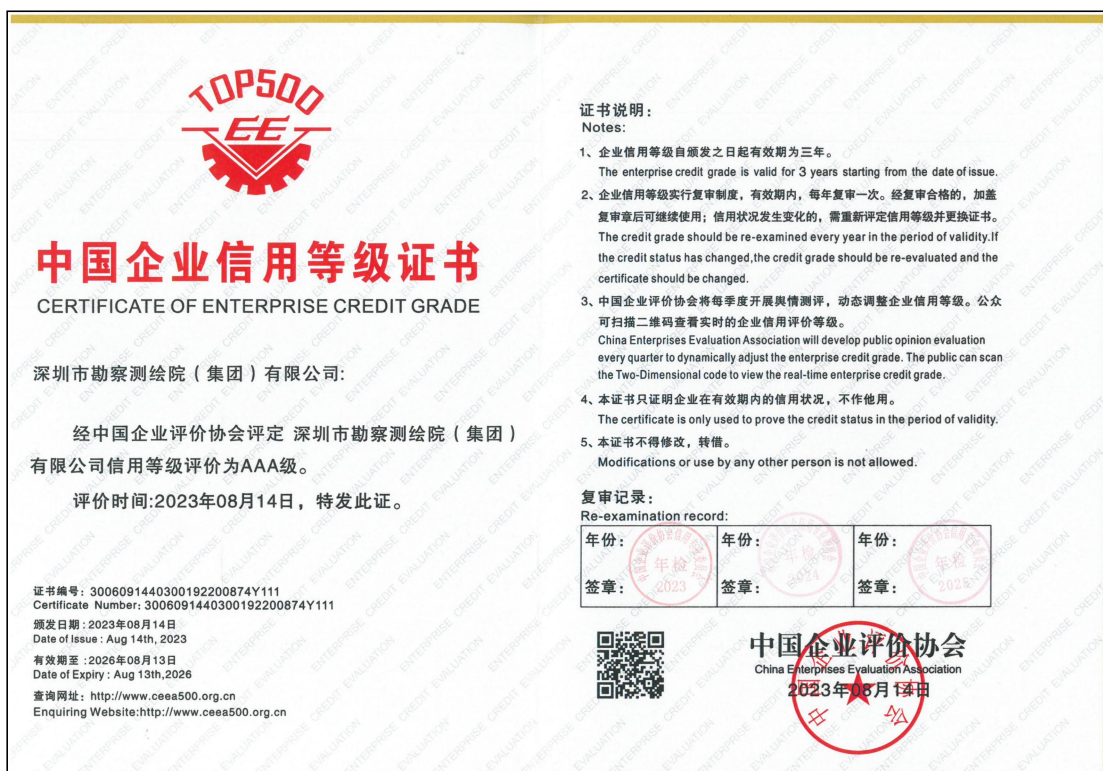 TOP500
EE
中国企业信用等级证书
CERTIFICATE OF ENTERPRISE CREDIT GRADE
深圳市勘察测绘院（集团）有限公司:
经中国企业评价协会评定 深圳市勘察测绘院（集团）
有限公司信用等级评价为AAA级。
评价时间:2023年08月14日，特发此证。
证书编号：3006091440300192200874Y111
Certificate Number: 3006091440300192200874Y111
颁发日期：2023年08月14日
Date of Issue : Aug 14th, 2023
有效期至：2026年08月13日
Date of Expiry : Aug 13th,2026
查询网址：http://www.ceea500.org.cn
Enquiring Website:http://www.ceea500.org.cn
证书说明：
Notes:
1、企业信用等级自颁发之日起有效期为三年。
The enterprise credit grade is valid for 3 years starting from the date of issue.
2、企业信用等级实行复审制度，有效期内，每年复审一次。经复审合格的，加盖
复审章后可继续使用；信用状况发生变化的，需重新评定信用等级并更换证书。
The credit grade should be re-examined every year in the period of validity.If
the credit status has changed,the credit grade should be re-evaluated and the
certificate should be changed.
3、中国企业评价协会将每季度开展舆情测评，动态调整企业信用等级。公众
可扫描二维码查看实时的企业信用评价等级。
China Enterprises Evaluation Association will develop public opinion evaluation
every quarter to dynamically adjust the enterprise credit grade. The public can scan
the Two-Dimensional code to view the real-time enterprise credit grade.
4、本证书只证明企业在有效期内的信用状况，不作他用。
The certificate is only used to prove the credit status in the period of validity.
5、本证书不得修改，转借。
Modifications or use by any other person is not allowed.
复审记录：
Re-examination record:
年份： 年份： 年份：
年检 年检 年检
签章： 2023 签章： 2024 签章： 2025
中国企业评价协会
China Enterprises Evaluation Association
2023年08月14日
中国企业评价协会
ENTERPRISE CREDIT EVALUATION